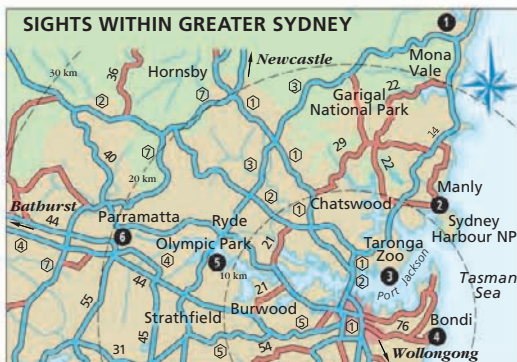 SIGHTS WITHIN GREATER SYDNEY
1
Mona
Vale
Newcastle
Hornsby
30 km
36
2
7
1
3
Garigal
National Park
22
14
40
7
20 km
29
22
3
1
2
1
Manly
2
Sydney
Harbour NP
Chatswood
Bathurst
44
4
7
Parramatta
6
Ryde
Olympic Park
5
4
21
10 km
Taronga
Zoo
3
1
2
Port Jackson
Tasman
Sea
44
55
45
31
Strathfield
Burwood
21
5
5
54
1
76
Bondi
4
Wollongong